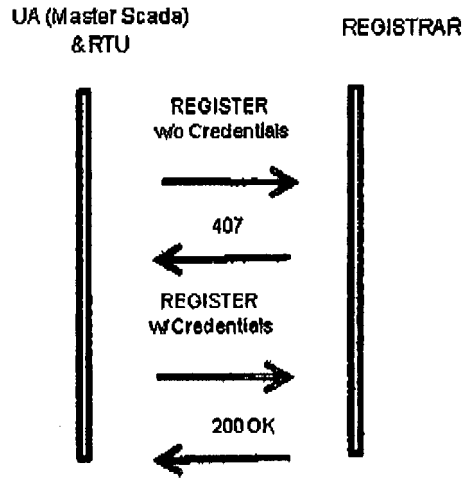 UA (Master Scada)
& RTU
REGISTRAR
REGISTER
w/o Credentials
407
REGISTER
w/Credentials
200 OK